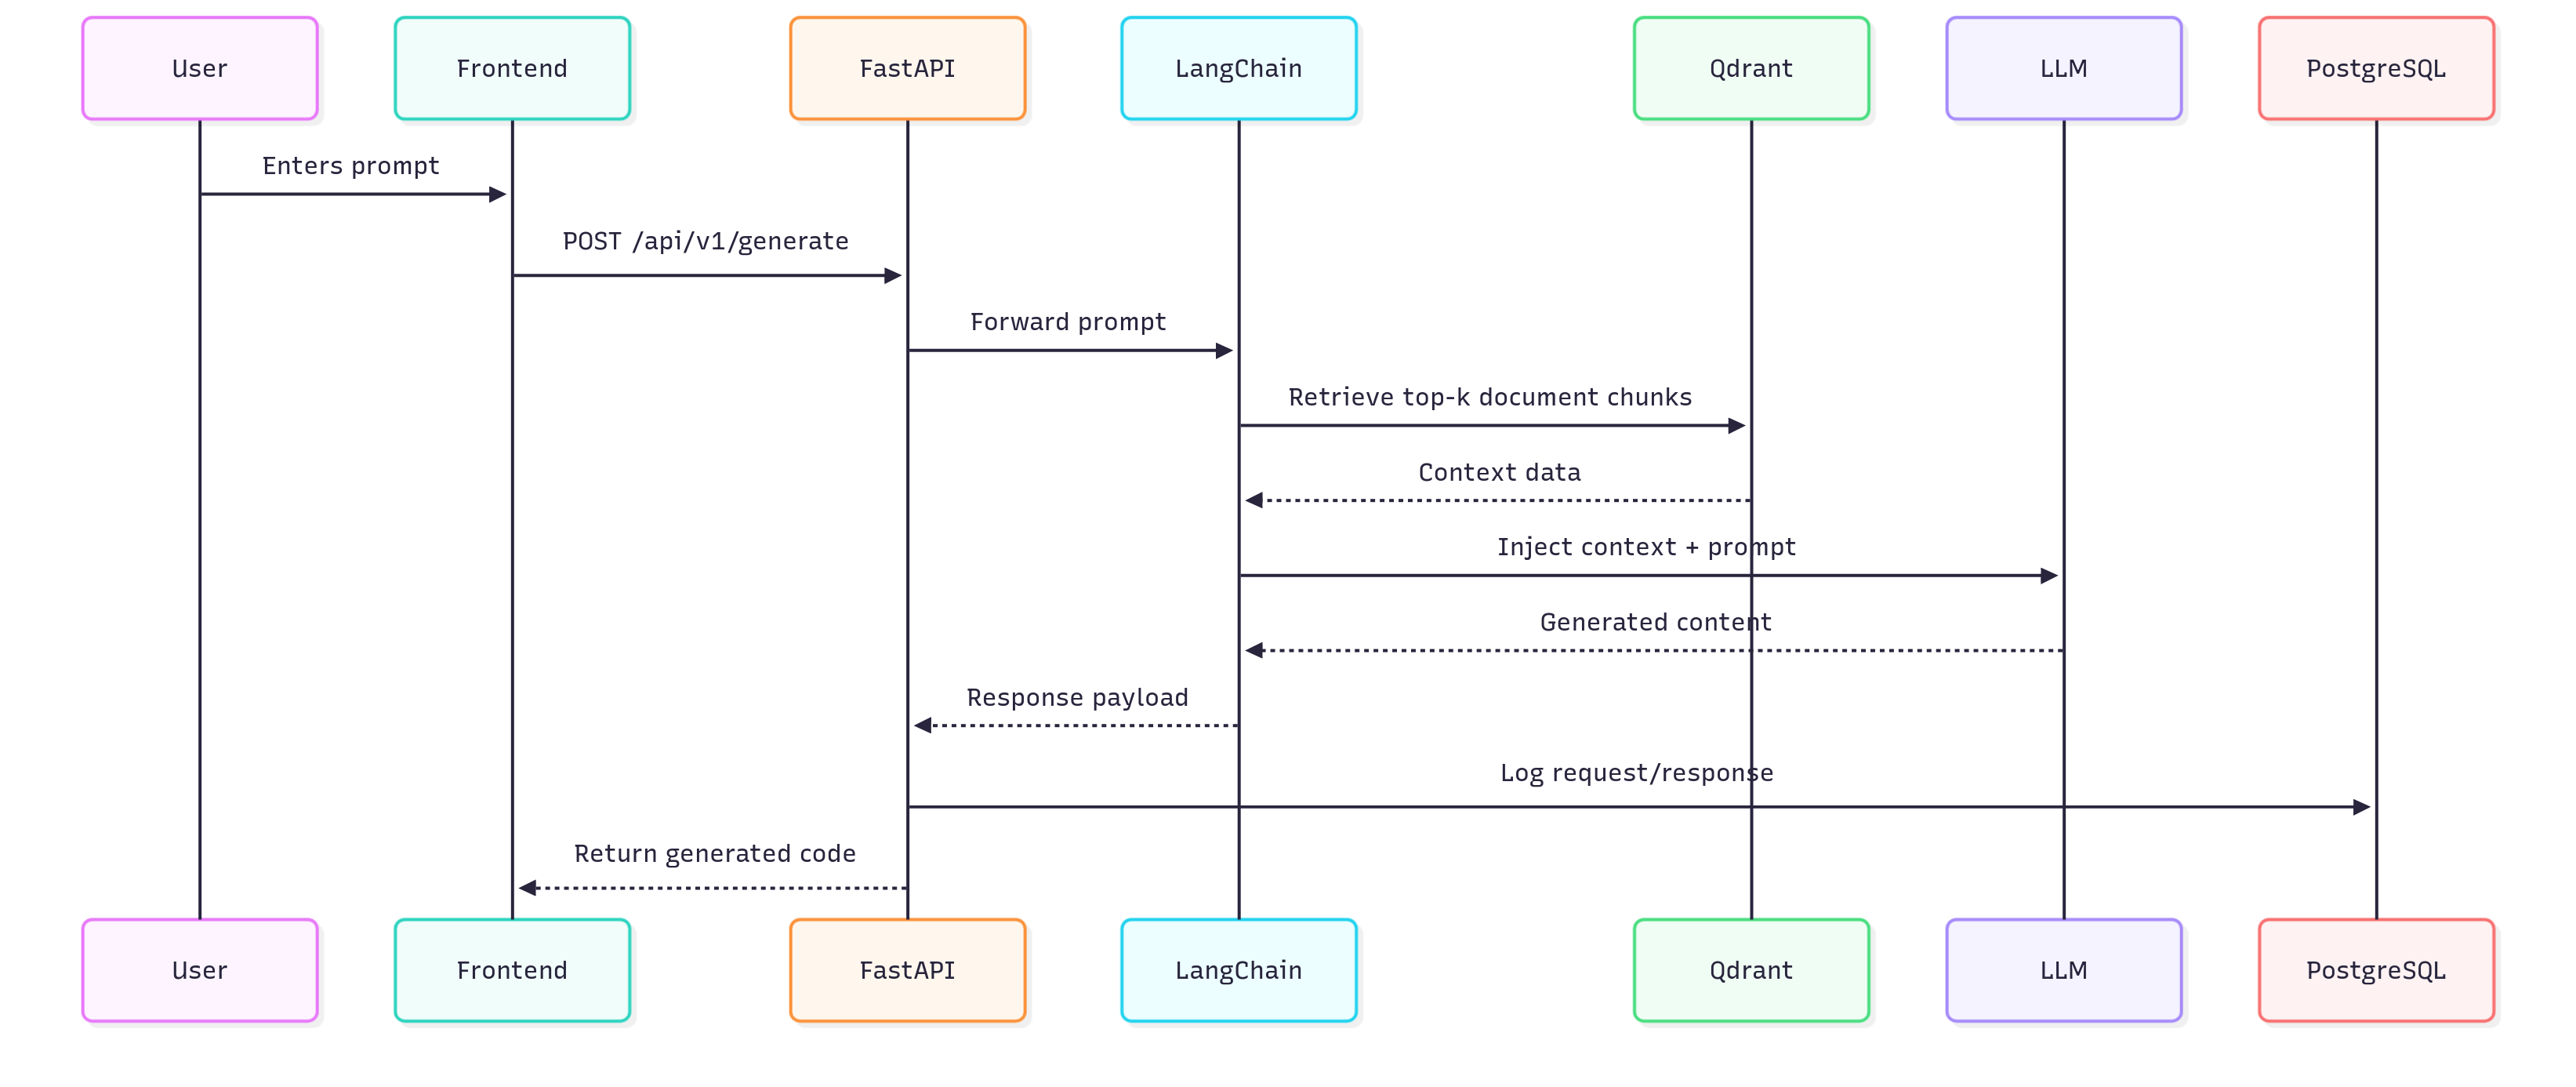 User
Frontend
FastAPI
LangChain
Qdrant
LLM
PostgreSQL
Enters prompt
POST /api/v1/generate
Forward prompt
Retrieve top-k document chunks
Context data
Inject context + prompt
Generated content
Response payload
Log request/response
Return generated code
User
Frontend
FastAPI
LangChain
Qdrant
LLM
PostgreSQL